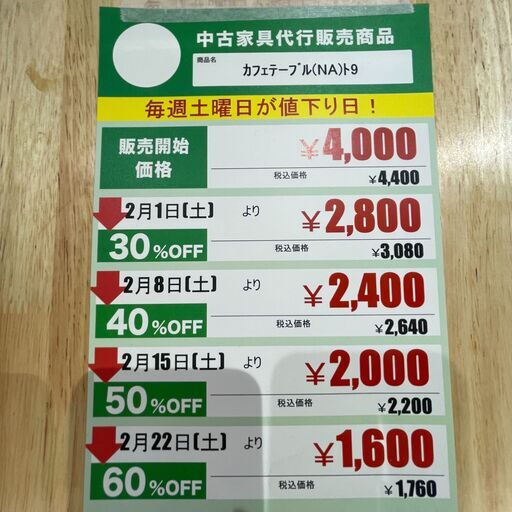 中古家具代行販売商品
商品名
カフェテーブル(NA)ト9
毎週土曜日が値下り日！
販売開始
価格
¥4,000
税込価格 ¥4,400
2月1日(土) より
30%OFF
¥2,800
税込価格 ¥3,080
2月8日(土) より
40%OFF
¥2,400
税込価格 ¥2,640
2月15日(土) より
50%OFF
¥2,000
税込価格 ¥2,200
2月22日(土) より
60%OFF
¥1,600
税込価格 ¥1,760